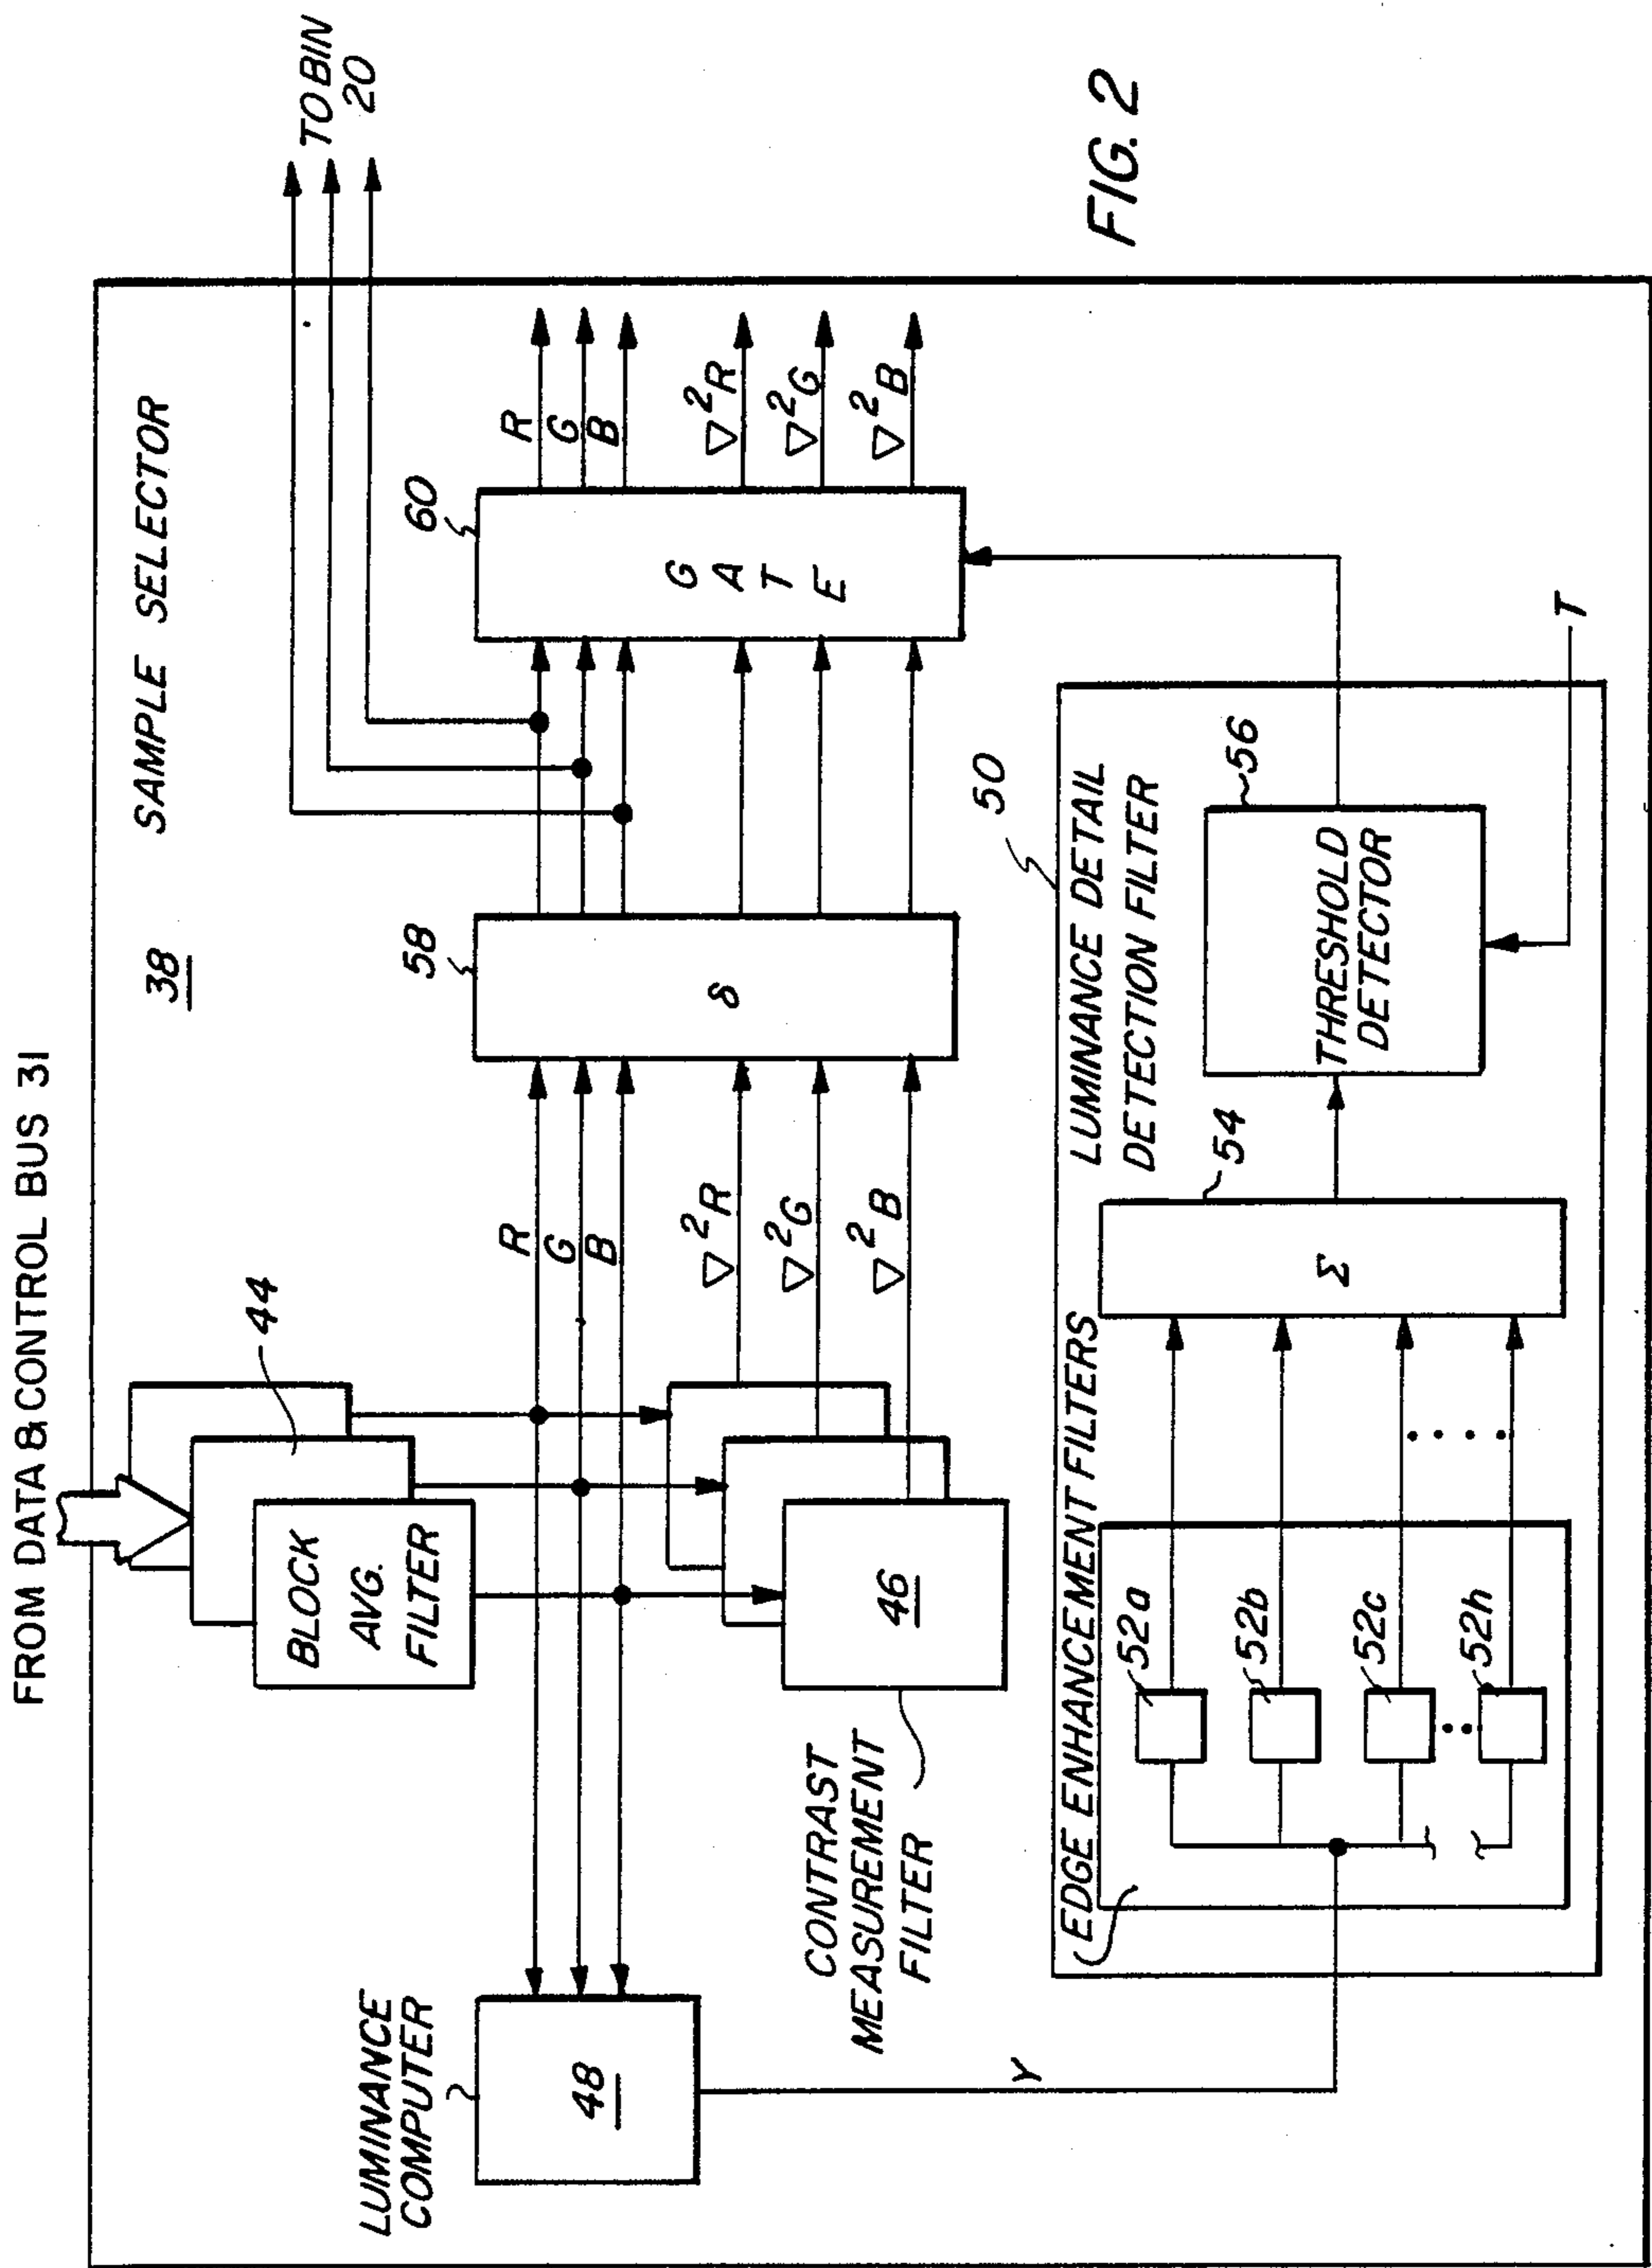 FROM DATA & CONTROL BUS 31
TO BIN
20
38
SAMPLE SELECTOR
44
BLOCK
AVG.
FILTER
LUMINANCE
COMPUTER
48
R
G
B
58
δ
60
GATE
R
G
B
∇²R
∇²G
∇²B
∇²R
∇²G
∇²B
46
CONTRAST
MEASUREMENT
FILTER
Y
50
LUMINANCE DETAIL
DETECTION FILTER
EDGE ENHANCEMENT FILTERS
52a
52b
52c
52h
54
Σ
56
THRESHOLD
DETECTOR
T
FIG. 2